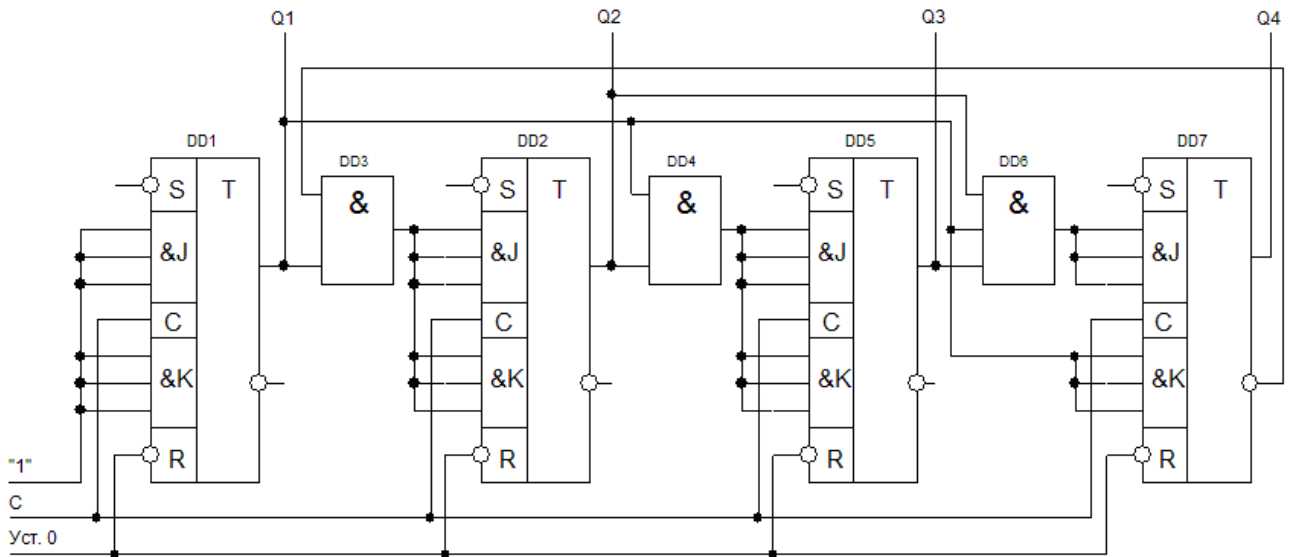 Q1 Q2 Q3 Q4
DD1 DD3 DD2 DD4 DD5 DD6 DD7
S T & S T & S T & S T
&J &J &J &J
C C C C
&K &K &K &K
R R R R
"1"
C
Уст. 0